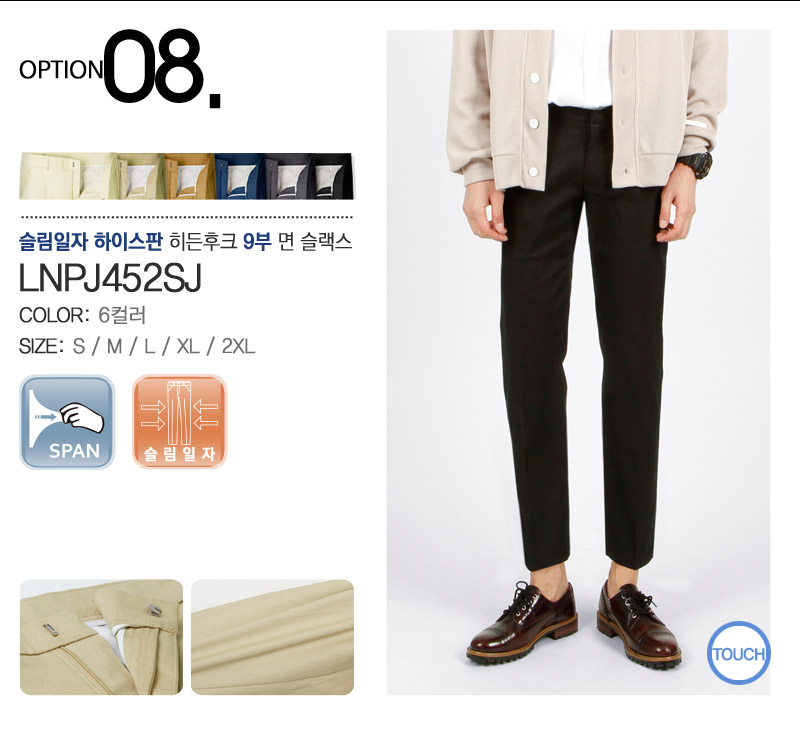 OPTION08.
슬림일자 하이스판 히든후크 9부 면 슬랙스
LNPJ452SJ
COLOR: 6컬러
SIZE: S / M / L / XL / 2XL
SPAN
슬림일자
TOUCH